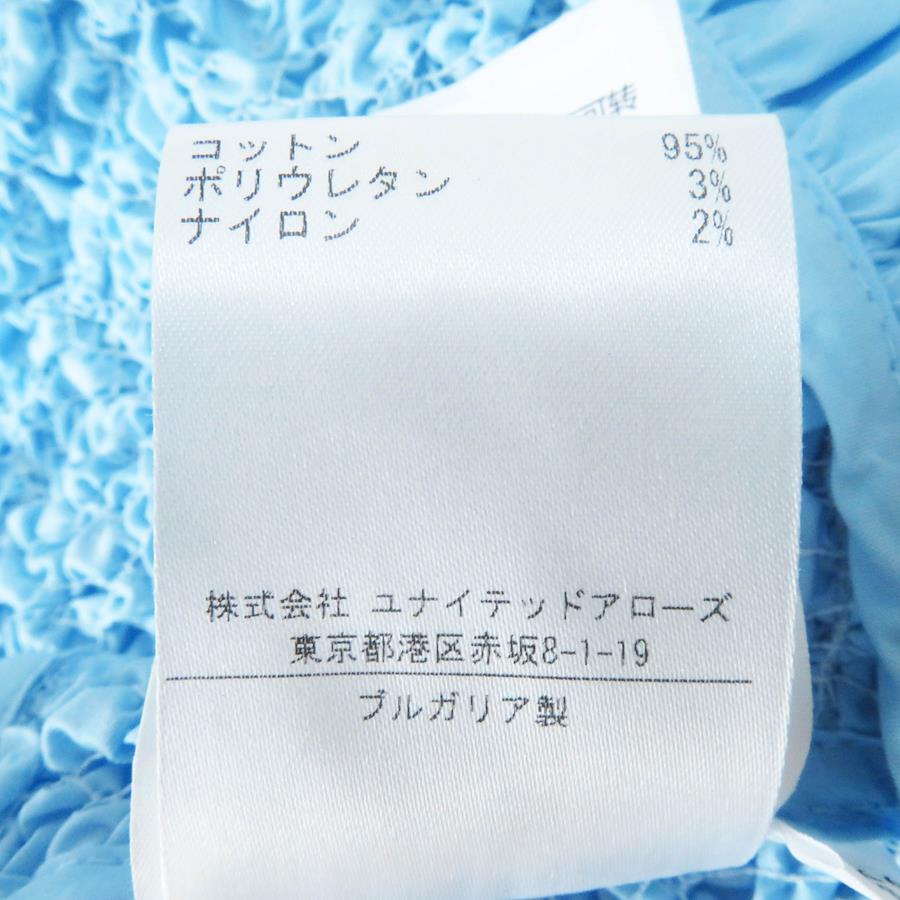 可转
コットン 95%
ポリウレタン 3%
ナイロン 2%
株式会社 ユナイテッドアローズ
東京都港区赤坂8-1-19
ブルガリア製